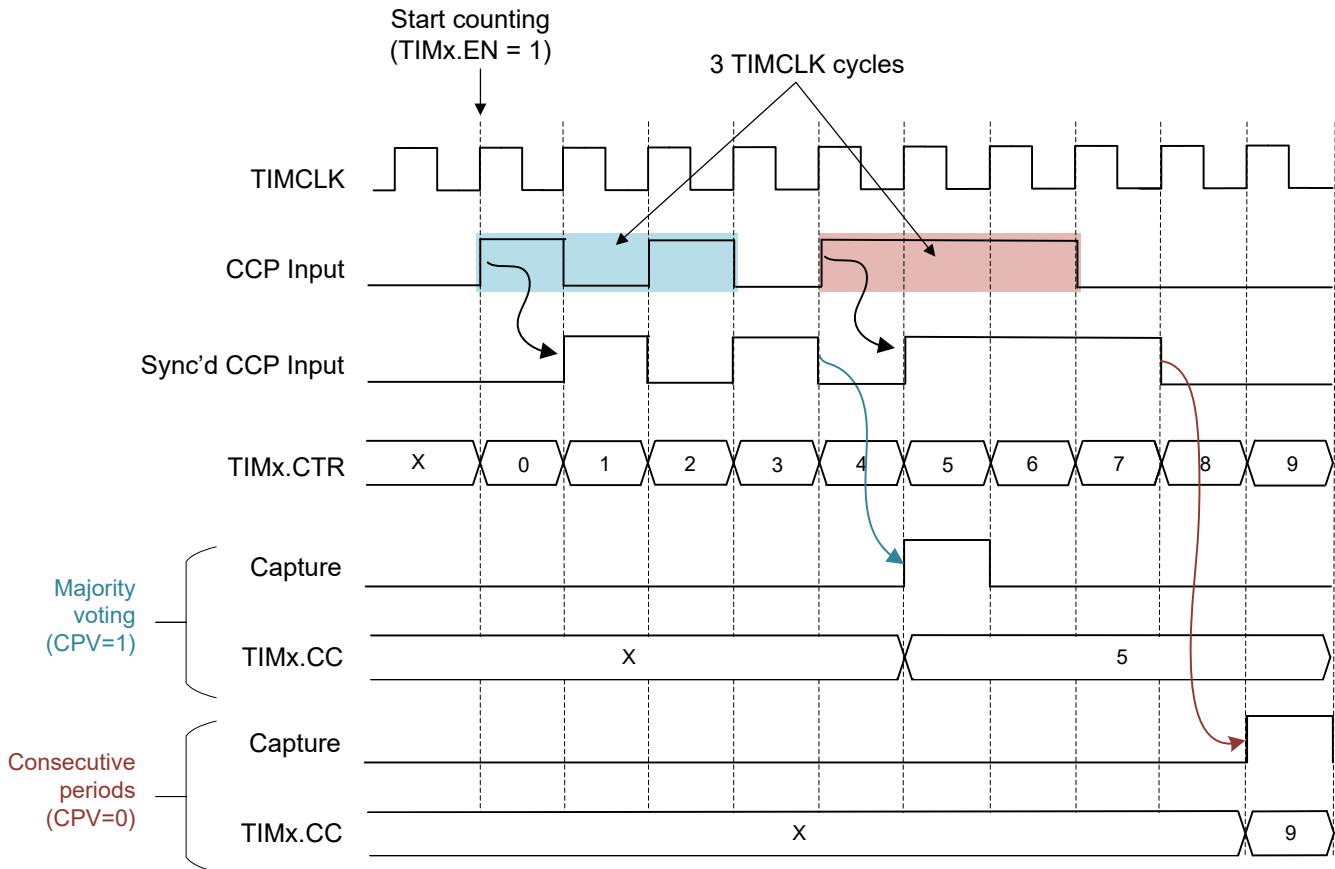 Start counting
(TIMx.EN = 1)
3 TIMCLK cycles
TIMCLK
CCP Input
Sync’d CCP Input
TIMx.CTR
X 0 1 2 3 4 5 6 7 8 9
Majority
voting
(CPV=1)
Capture
TIMx.CC
X 5
Consecutive
periods
(CPV=0)
Capture
TIMx.CC
X 9